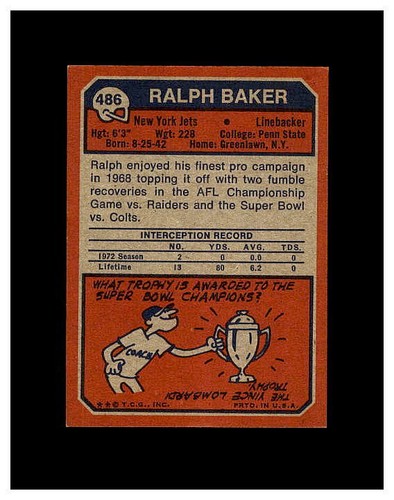 486 RALPH BAKER
New York Jets • Linebacker
Hgt: 6'3" Wgt: 228 College: Penn State
Born: 8-25-42 Home: Greenlawn, N.Y.
Ralph enjoyed his finest pro campaign
in 1968 topping it off with two fumble
recoveries in the AFL Championship
Game vs. Raiders and the Super Bowl
vs. Colts.
INTERCEPTION RECORD
NO. YDS. AVG. TDS.
1972 Season 2 0 0.0 0
Lifetime 13 80 6.2 0
WHAT TROPHY IS AWARDED TO THE
SUPER BOWL CHAMPIONS?
COACH
THE VINCE LOMBARDI
TROPHY.
**© T.C.G., INC. PRTD. IN U.S.A.